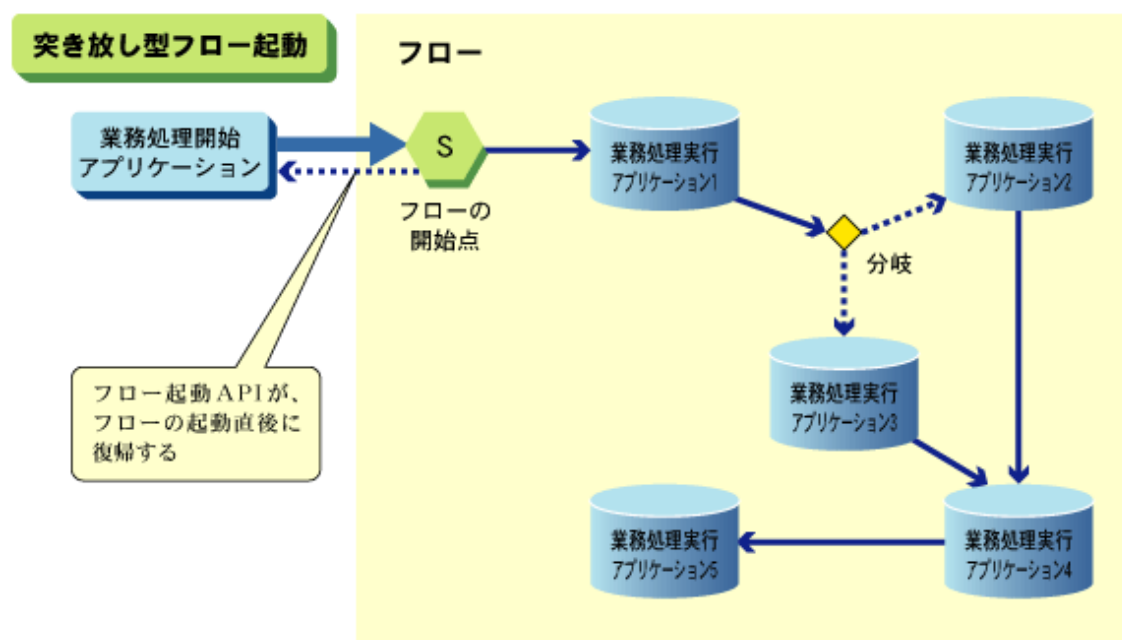 突き放し型フロー起動
フロー
業務処理開始
アプリケーション
S
フローの
開始点
業務処理実行
アプリケーション1
業務処理実行
アプリケーション2
分岐
業務処理実行
アプリケーション3
フロー起動APIが、
フローの起動直後に
復帰する
業務処理実行
アプリケーション5
業務処理実行
アプリケーション4